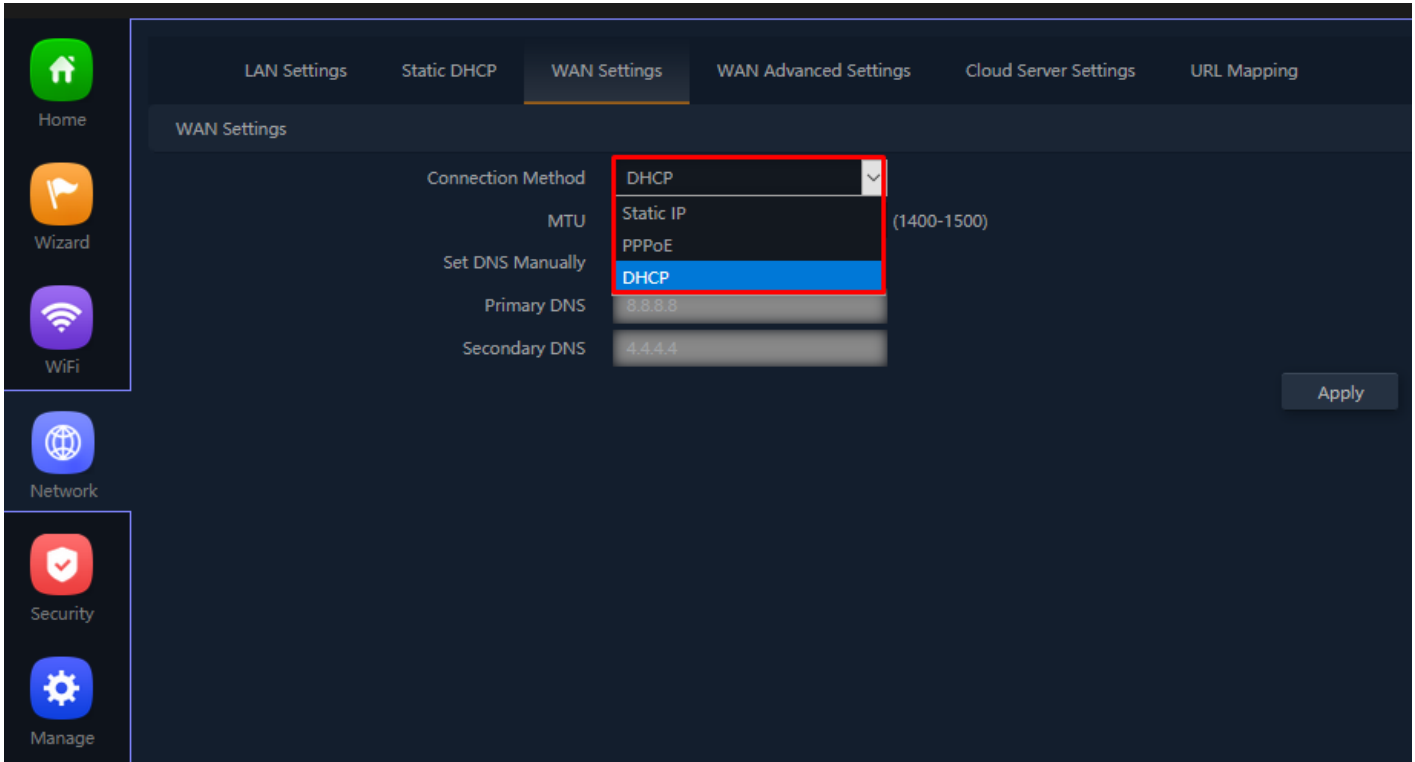 LAN Settings Static DHCP WAN Settings WAN Advanced Settings Cloud Server Settings URL Mapping
WAN Settings
Connection Method DHCP
Static IP
PPPoE
DHCP
MTU (1400-1500)
Set DNS Manually
Primary DNS 8.8.8.8
Secondary DNS 4.4.4.4
Apply
Home
Wizard
WiFi
Network
Security
Manage